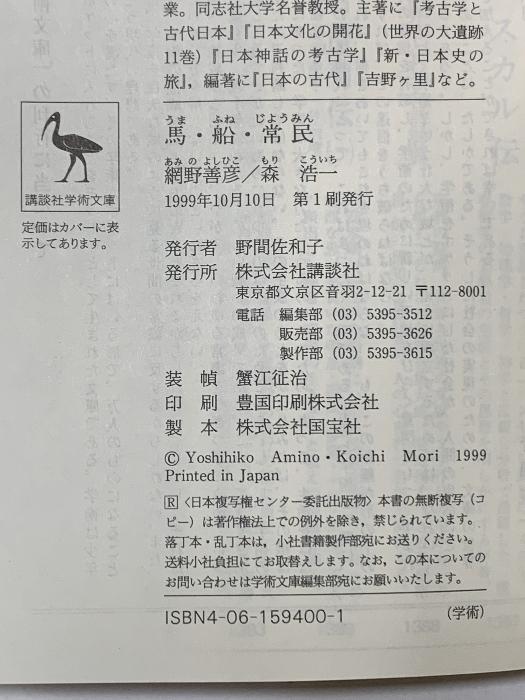 業。同志社大学名誉教授。主著に『考古学と
古代日本』『日本文化の開花』(世界の大遺跡
11巻)『日本神話の考古学』『新・日本史の
旅』, 編著に『日本の古代』『吉野ヶ里』など。
講談社学術文庫
定価はカバーに表
示してあります。
うま ふね じようみん
馬・船・常民
あみ の よしひこ もり こういち
網野善彦/森 浩一
1999年10月10日 第1刷発行
発行者 野間佐和子
発行所 株式会社講談社
東京都文京区音羽2-12-21 〒112-8001
電話 編集部 (03) 5395-3512
販売部 (03) 5395-3626
製作部 (03) 5395-3615
装 幀 蟹江征治
印 刷 豊国印刷株式会社
製 本 株式会社国宝社
© Yoshihiko Amino・Koichi Mori 1999
Printed in Japan
R〈日本複写権センター委託出版物〉本書の無断複写(コ
ピー)は著作権法上での例外を除き, 禁じられています。
落丁本・乱丁本は, 小社書籍製作部宛にお送りください。
送料小社負担にてお取替えします。なお, この本についての
お問い合わせは学術文庫編集部宛にお願いいたします。
ISBN4-06-159400-1
(学術)